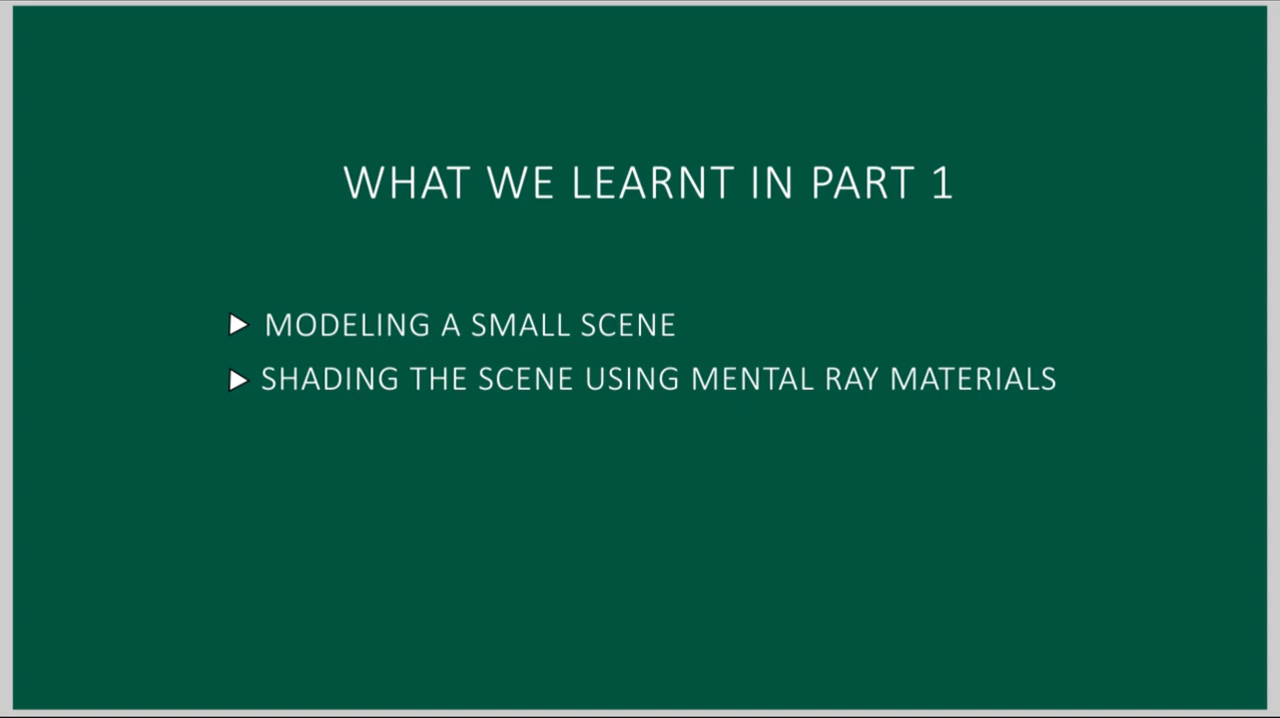 WHAT WE LEARNT IN PART 1
MODELING A SMALL SCENE
SHADING THE SCENE USING MENTAL RAY MATERIALS